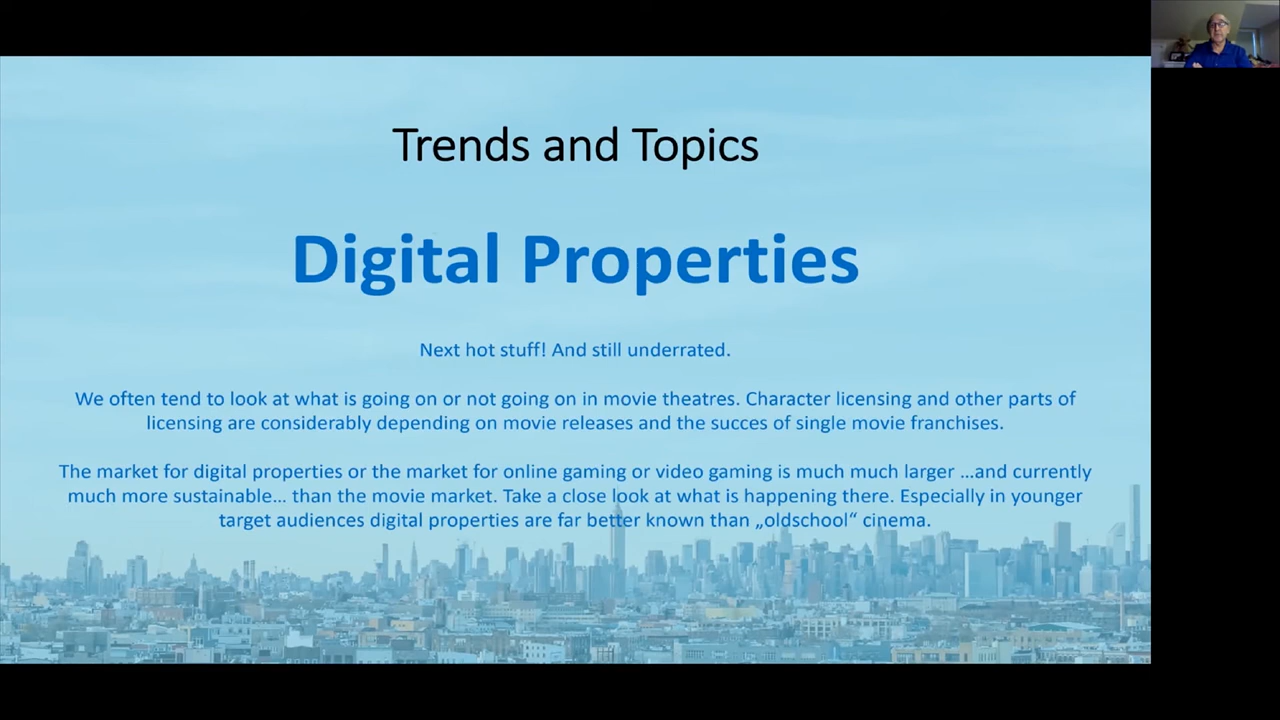 Trends and Topics
Digital Properties
Next hot stuff! And still underrated.
We often tend to look at what is going on or not going on in movie theatres. Character licensing and other parts of
licensing are considerably depending on movie releases and the succes of single movie franchises.
The market for digital properties or the market for online gaming or video gaming is much much larger …and currently
much more sustainable… than the movie market. Take a close look at what is happening there. Especially in younger
target audiences digital properties are far better known than „oldschool“ cinema.